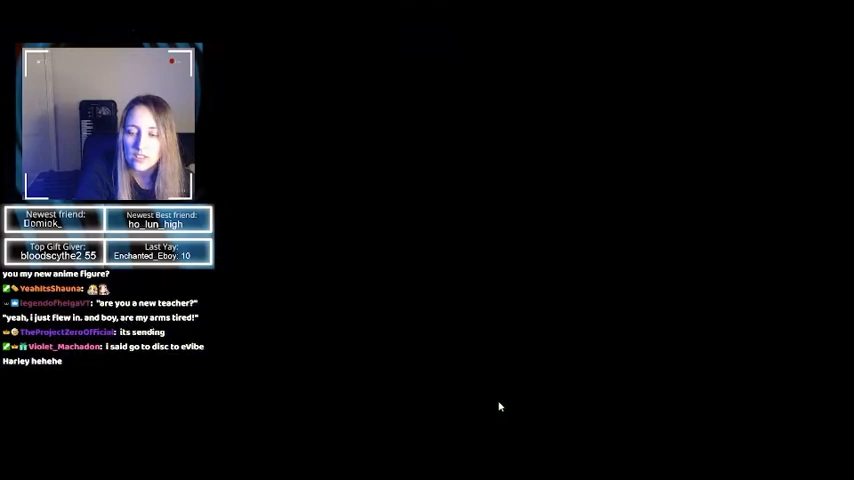 Newest friend:
Domiok_
Newest Best friend:
ho_lun_high
Top Gift Giver:
bloodscythe2 55
Last Yay:
Enchanted_Eboy: 10
you my new anime figure?
YeahItsShauna:
legendofhelgaVT: "are you a new teacher?"
"yeah, i just flew in. and boy, are my arms tired!"
TheProjectZeroOfficial: its sending
Violet_Machadon: i said go to disc to eVibe
Harley hehehe